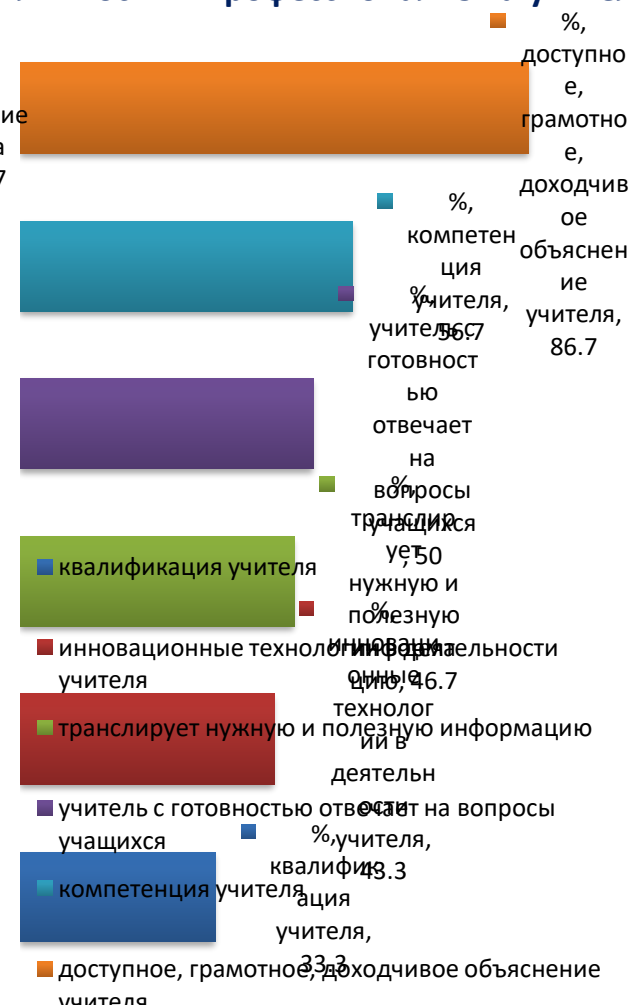 %,
доступно
е,
грамотно
е,
доходчив
ое
объяснен
ие
учителя,
86.7
%,
компетен
ция
учителя,
56.7
%,
учитель с
готовност
ью
отвечает
на
вопросы
учащихся
, 50
%,
транслир
ует
нужную и
полезную
информа
цию, 46.7
%,
инноваци
онные
технолог
ии в
деятельн
ости
учителя,
43.3
%,
квалифик
ация
учителя,
33.3
квалификация учителя
инновационные технологии в деятельности
учителя
транслирует нужную и полезную информацию
учитель с готовностью отвечает на вопросы
учащихся
компетенция учителя
доступное, грамотное, доходчивое объяснение
учителя